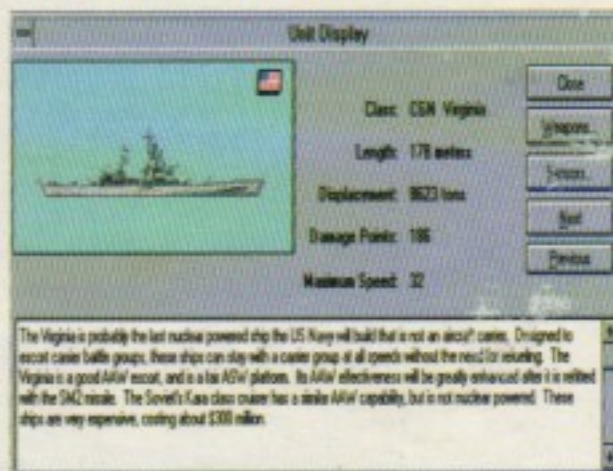 Unit Display
Class: CGN Virginia
Length: 178 meters
Displacement: 8623 tons
Damage Points: 186
Maximum Speed: 32
Close
Weapons...
Sensors...
Next
Previous
The Virginia is probably the last nuclear powered ship the US Navy will build that is not an aircraft carrier. Designed to
escort carrier battle groups, these ships can stay with a carrier group at all speeds without the need for refueling. The
Virginia is a good AAW escort, and is a fair ASW platform. Its AAW effectiveness will be greatly enhanced after it is refitted
with the SM2 missile. The Soviet's Kara class cruiser has a similar AAW capability, but is not nuclear powered. These
ships are very expensive, costing about $300 million.